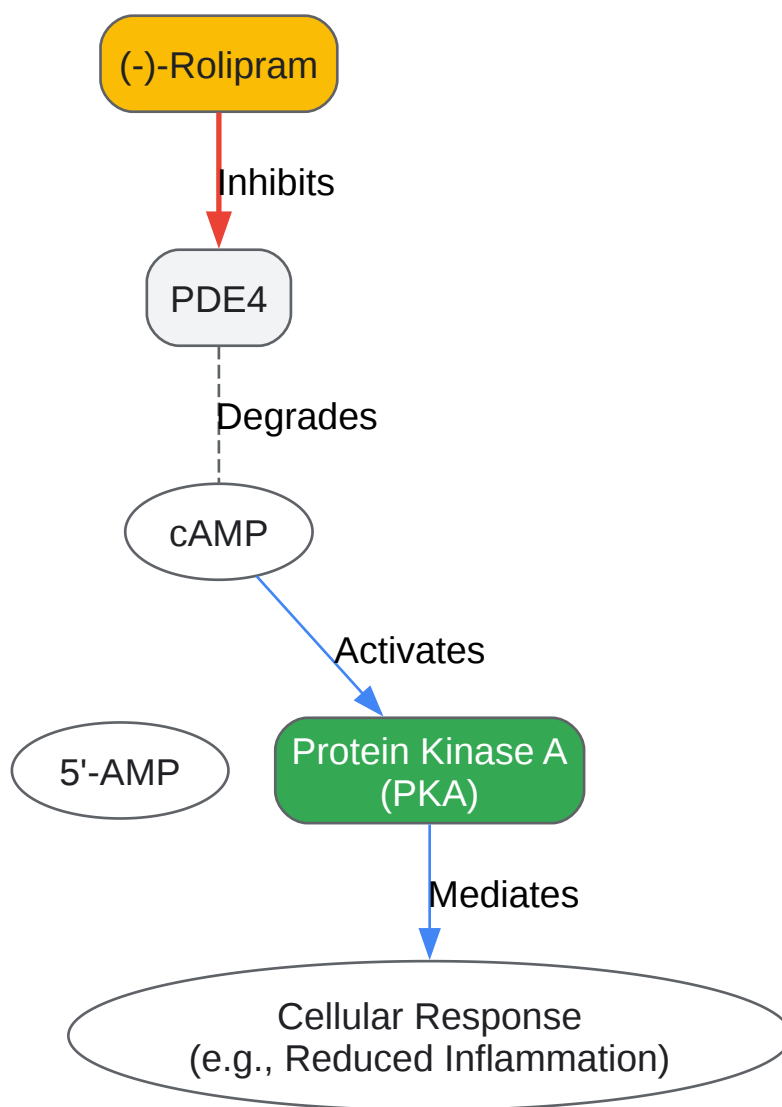 (-)-Rolipram
Inhibits
PDE4
Degrades
cAMP
Activates
5'-AMP
Protein Kinase A
(PKA)
Mediates
Cellular Response
(e.g., Reduced Inflammation)